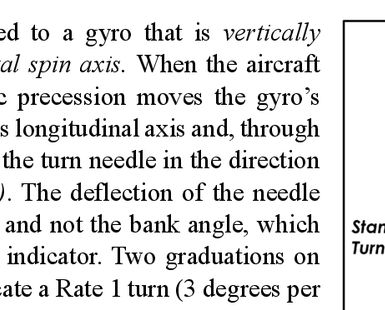 ed to a gyro that is vertically
al spin axis. When the aircraft
c precession moves the gyro's
s longitudinal axis and, through
the turn needle in the direction
). The deflection of the needle
and not the bank angle, which
indicator. Two graduations on
ate a Rate 1 turn (3 degrees per
Stan
Turn